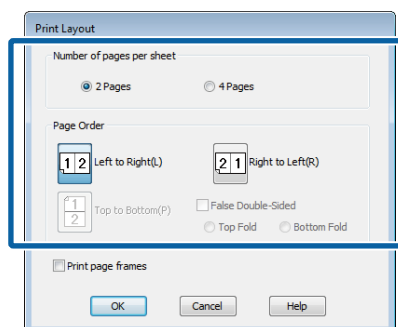 Print Layout
Number of pages per sheet
2 Pages 4 Pages
Page Order
1 2 Left to Right(L) 2 1 Right to Left(R)
1
2 Top to Bottom(P) False Double-Sided
Top Fold Bottom Fold
Print page frames
OK Cancel Help